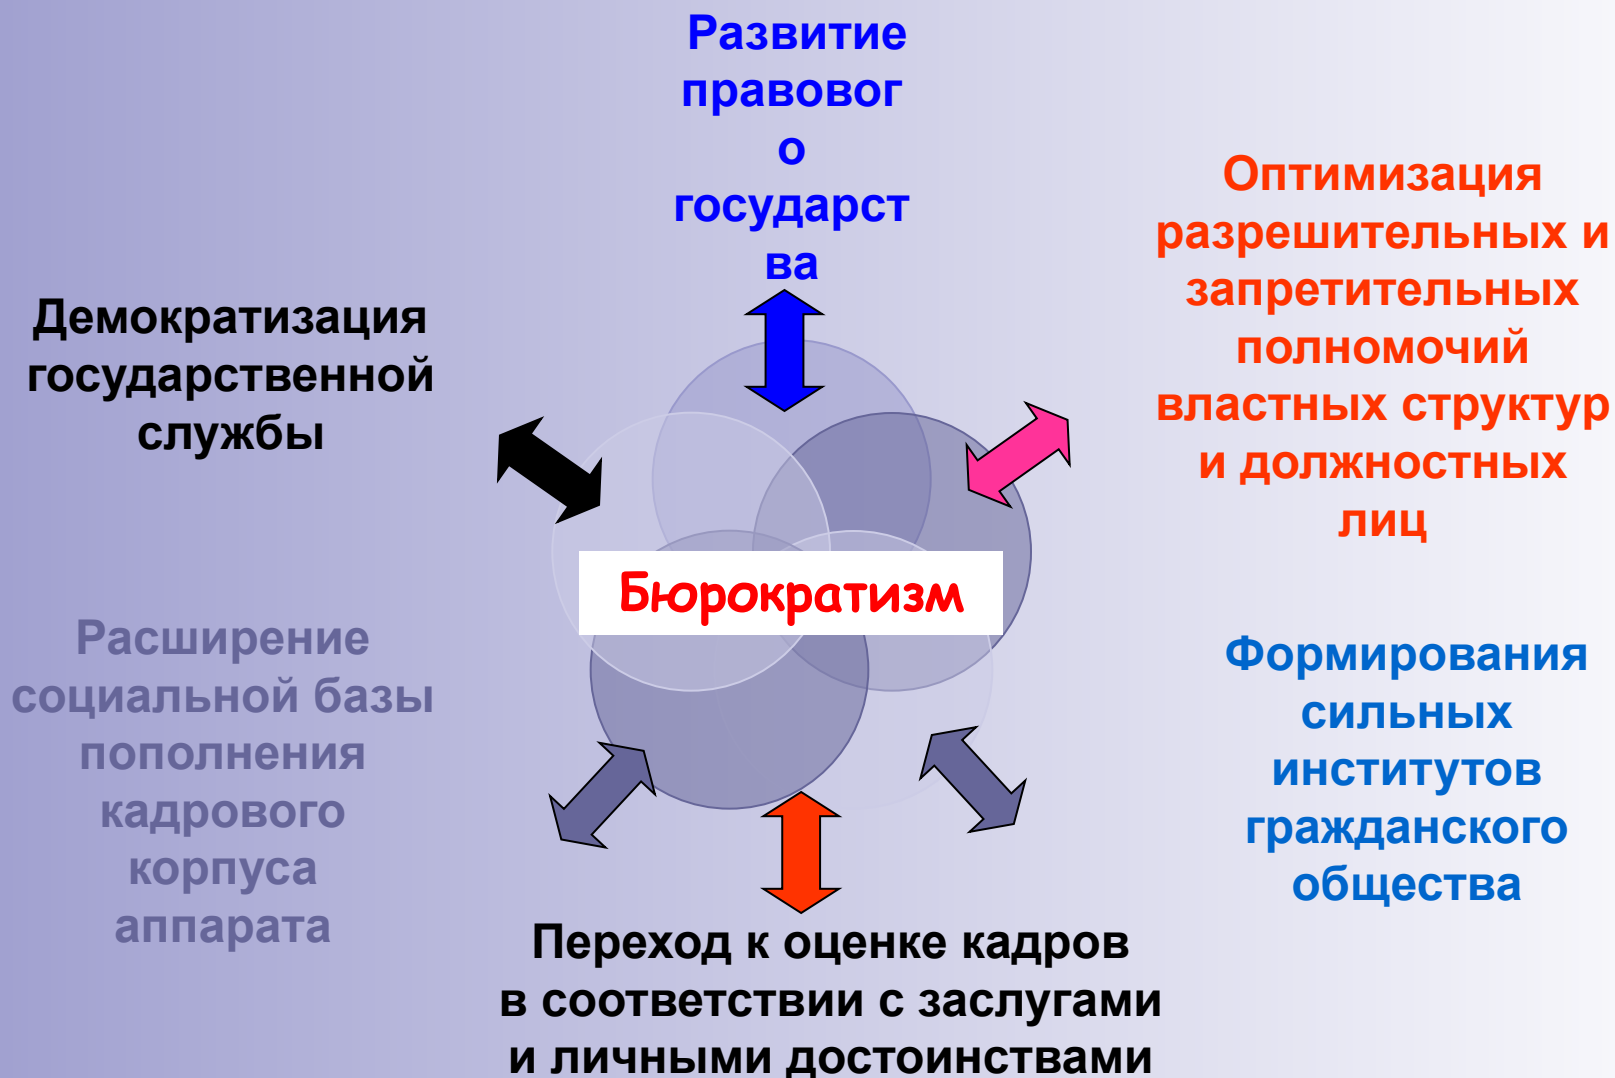 Развитие
правовог
о
государст
ва
Оптимизация
разрешительных и
запретительных
полномочий
властных структур
и должностных
лиц
Демократизация
государственной
службы
Бюрократизм
Расширение
социальной базы
пополнения
кадрового
корпуса
аппарата
Формирования
сильных
институтов
гражданского
общества
Переход к оценке кадров
в соответствии с заслугами
и личными достоинствами